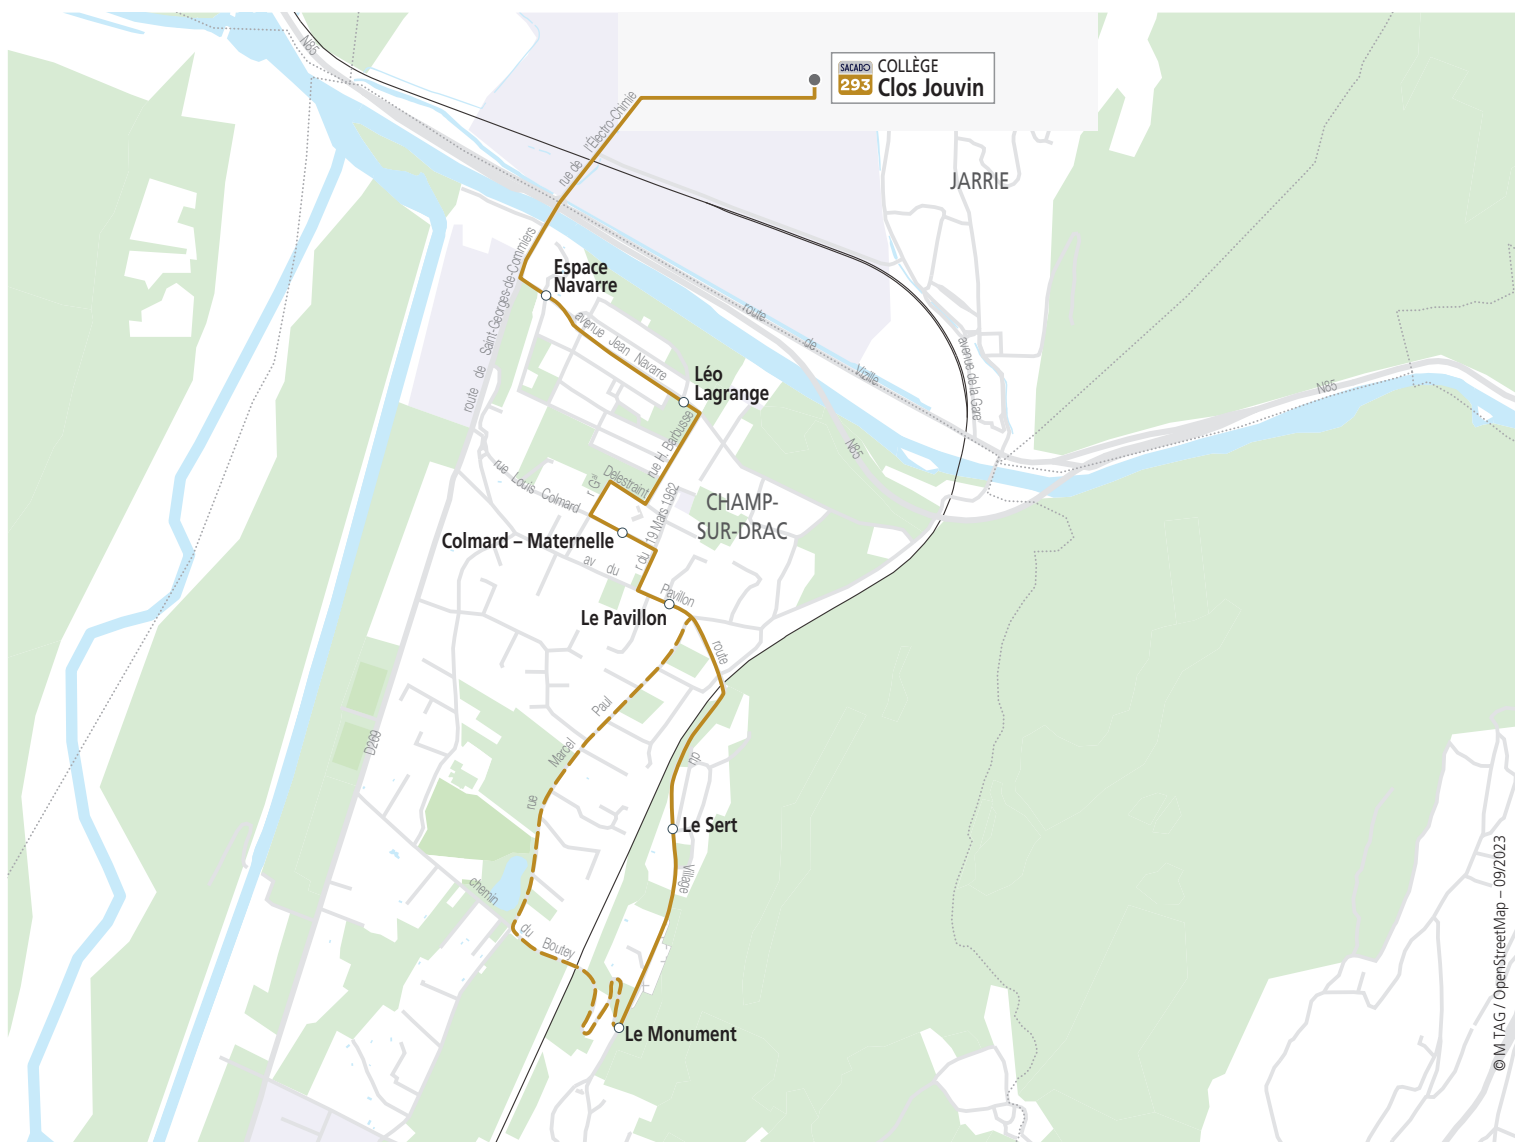 N85
SACADO
293
COLLÈGE
Clos Jouvin
rue de l'Électro-Chimie
JARRIE
route de Saint-Georges-de-Commiers
Espace
Navarre
avenue Jean Navarre
route de Vizille
avenue de la Gare
Léo
Lagrange
N85
rue H. Barbusse
N85
rue Louis Colmard
r Gal Delestraint
CHAMP-
SUR-DRAC
r du 19 Mars 1962
Colmard – Maternelle
av du Pavillon
Le Pavillon
route du Village
rue Marcel Paul
D269
Le Sert
chemin du Boutey
Le Monument
© M TAG / OpenStreetMap – 09/2023